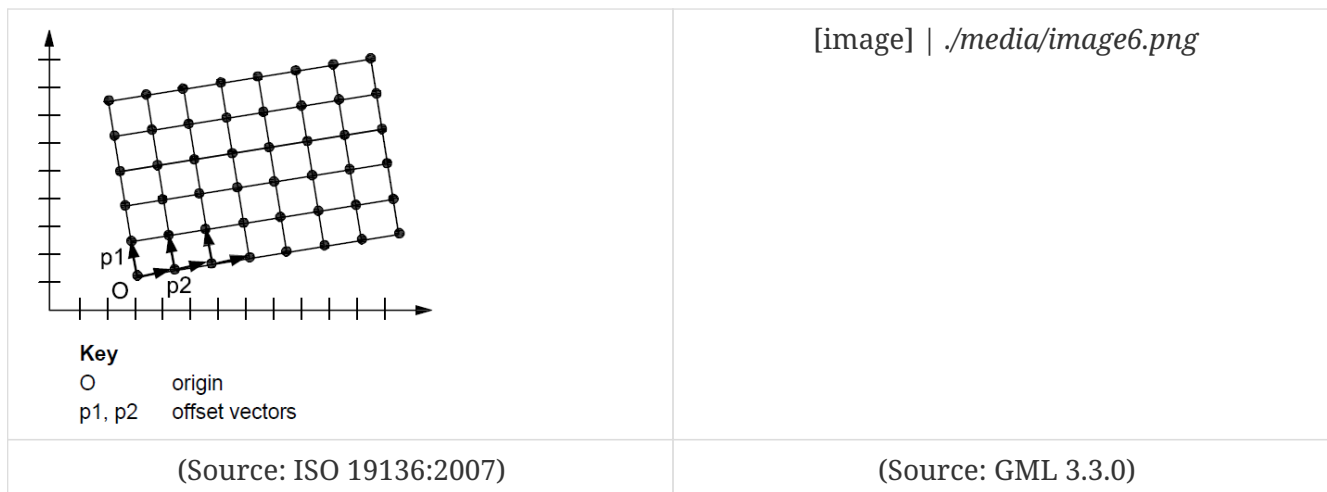 [image] | ./media/image6.png
p1
O
p2
Key
O origin
p1, p2 offset vectors
(Source: ISO 19136:2007)
(Source: GML 3.3.0)